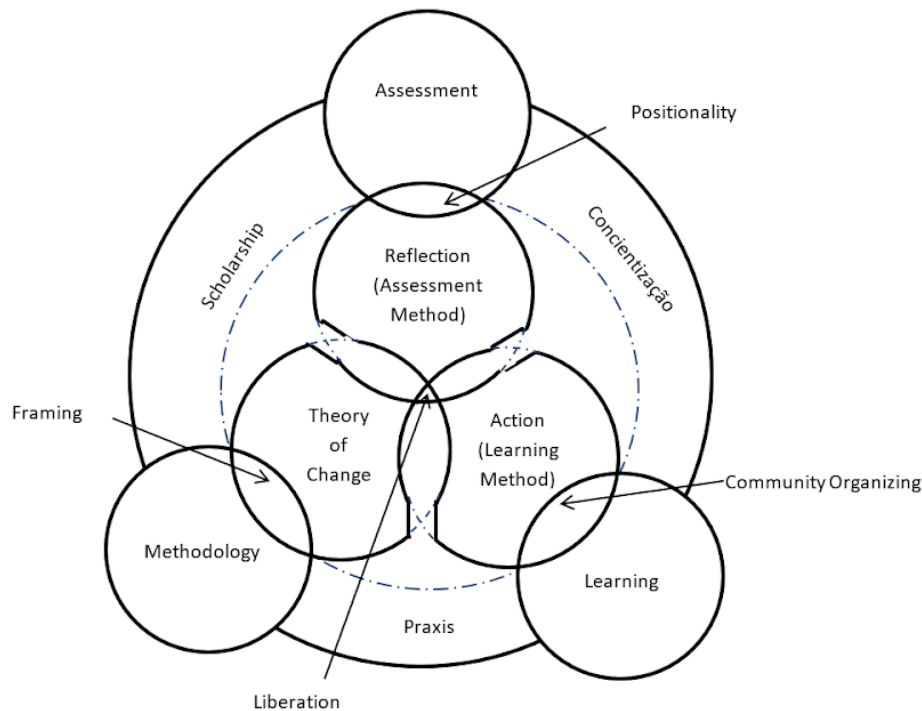 Assessment
Positionality
Scholarship
Concientização
Reflection
(Assessment
Method)
Framing
Theory
of
Change
Action
(Learning
Method)
Community Organizing
Methodology
Learning
Praxis
Liberation